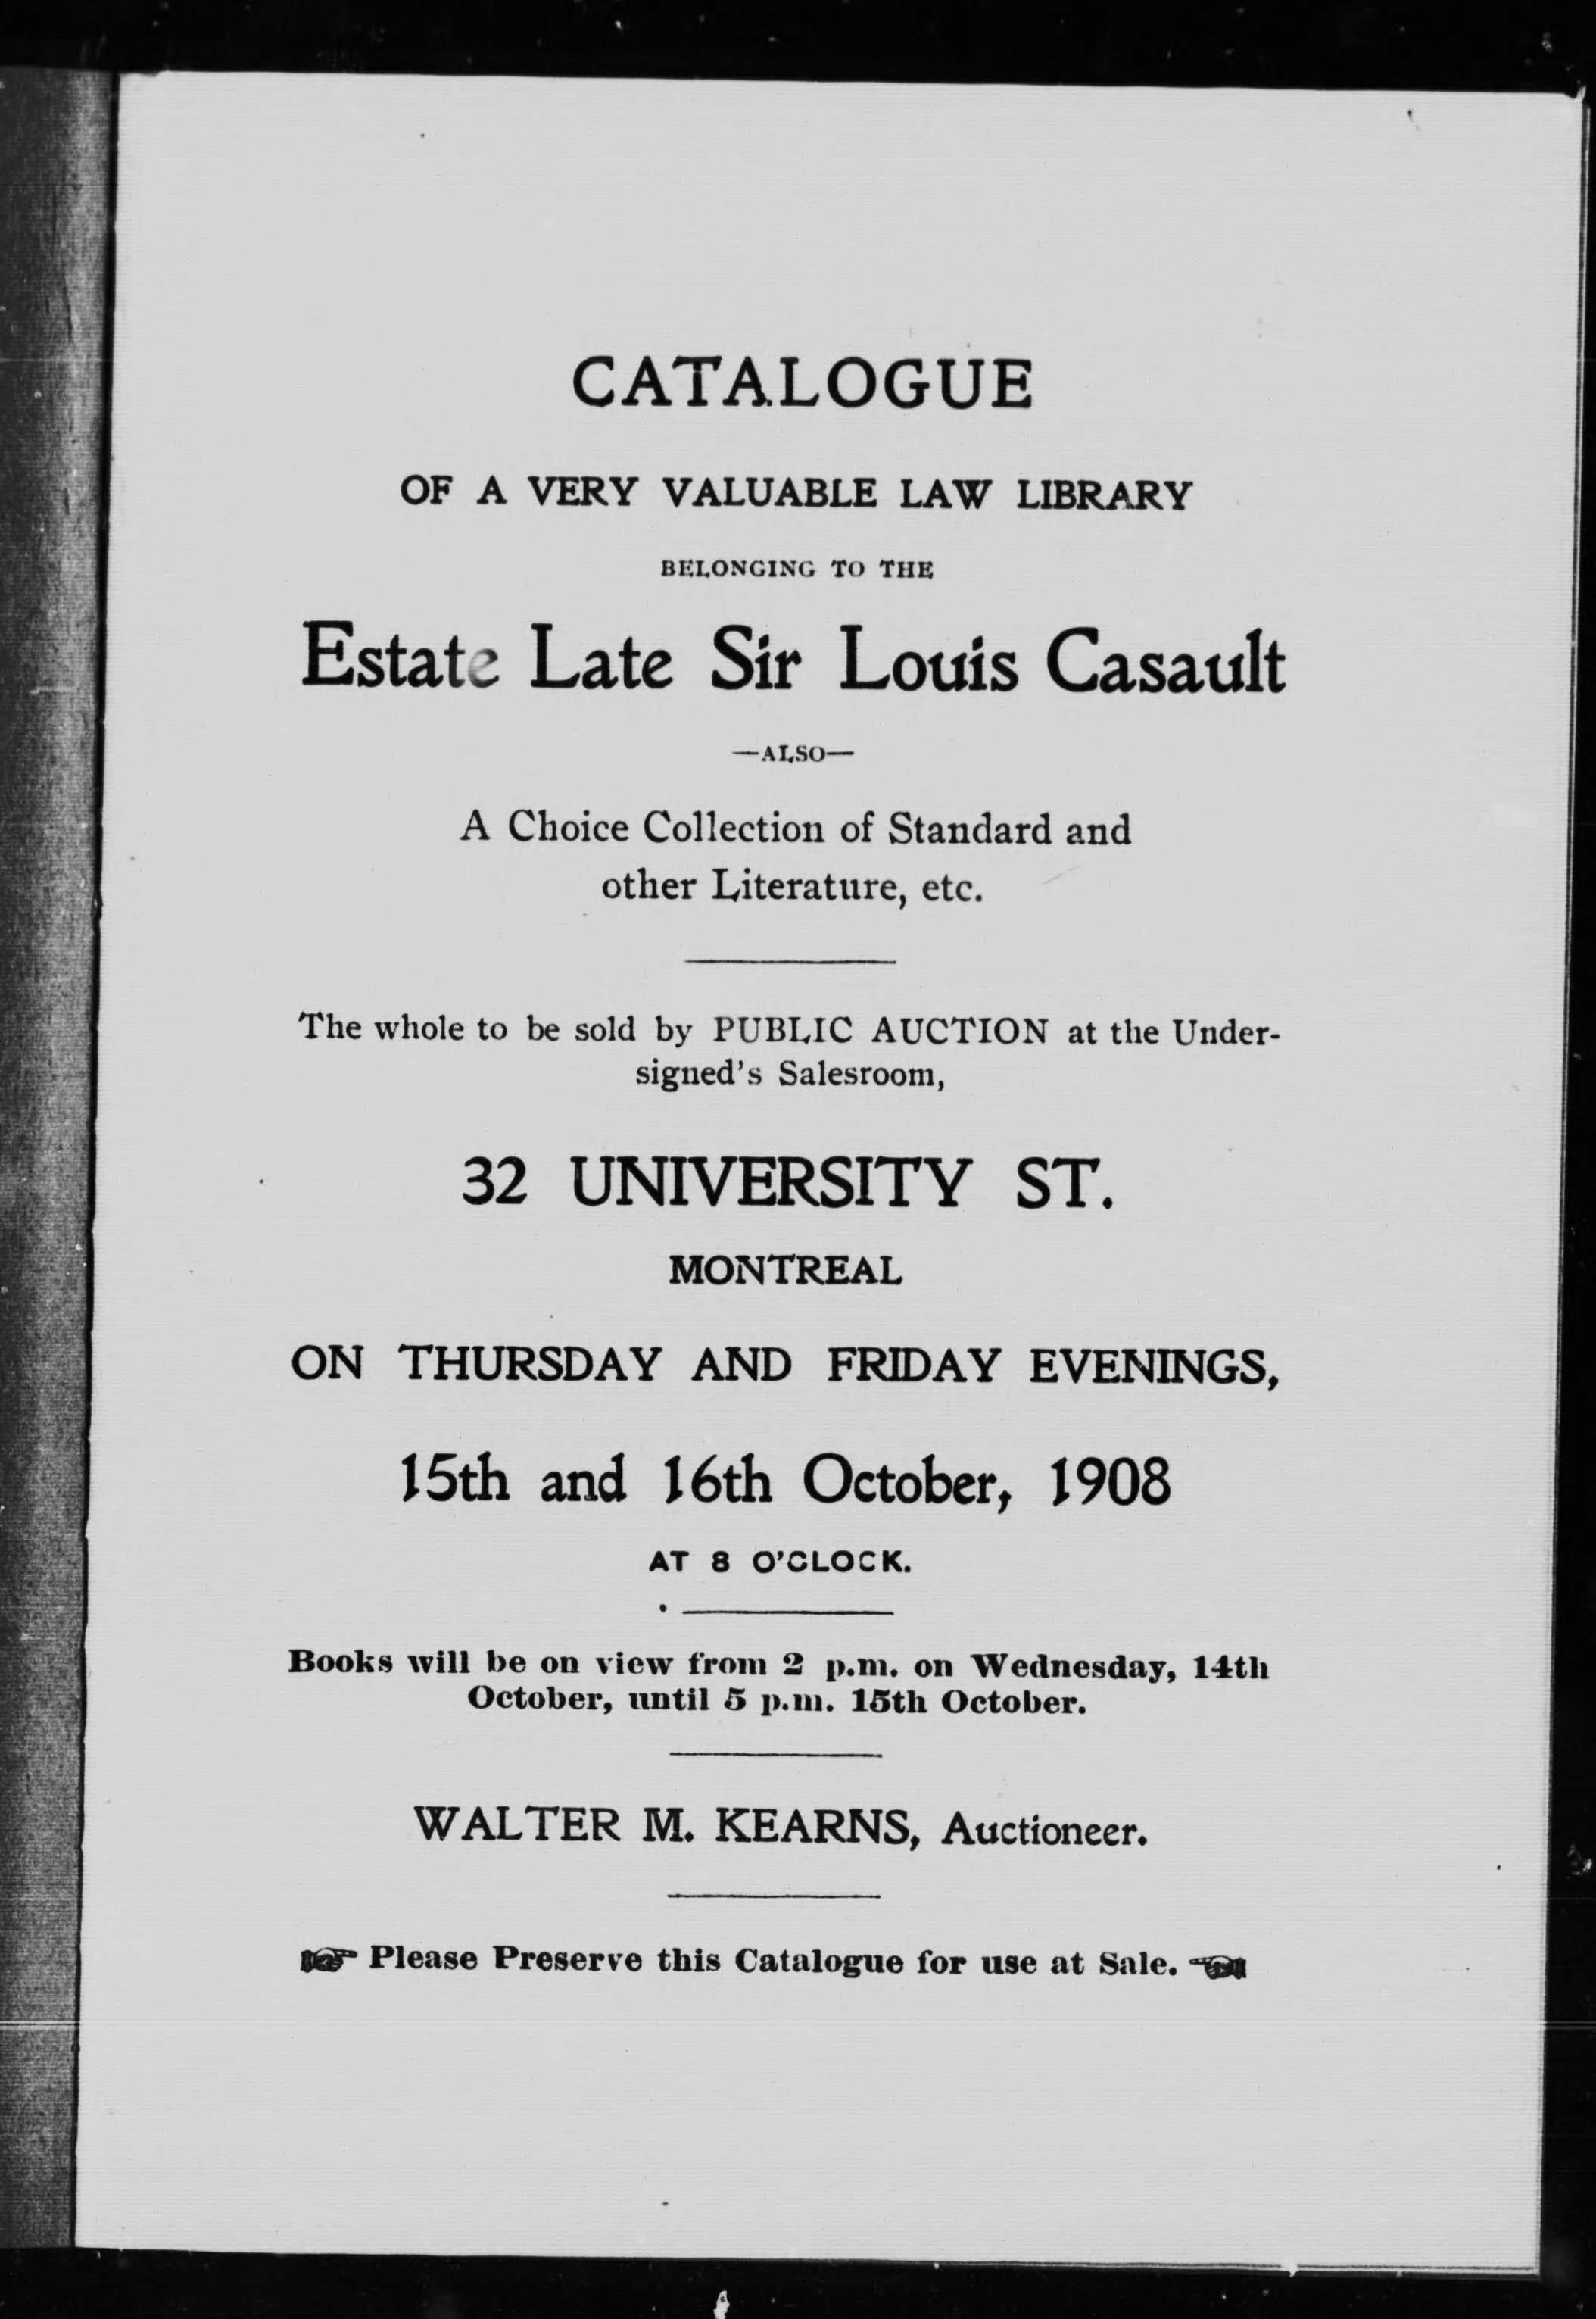 CATALOGUE
OF A VERY VALUABLE LAW LIBRARY
BELONGING TO THE
Estate Late Sir Louis Casault
—ALSO—
A Choice Collection of Standard and
other Literature, etc.
The whole to be sold by PUBLIC AUCTION at the Under-
signed's Salesroom,
32 UNIVERSITY ST.
MONTREAL
ON THURSDAY AND FRIDAY EVENINGS,
15th and 16th October, 1908
AT 8 O'CLOCK.
Books will be on view from 2 p.m. on Wednesday, 14th
October, until 5 p.m. 15th October.
WALTER M. KEARNS, Auctioneer.
☞ Please Preserve this Catalogue for use at Sale. ☜